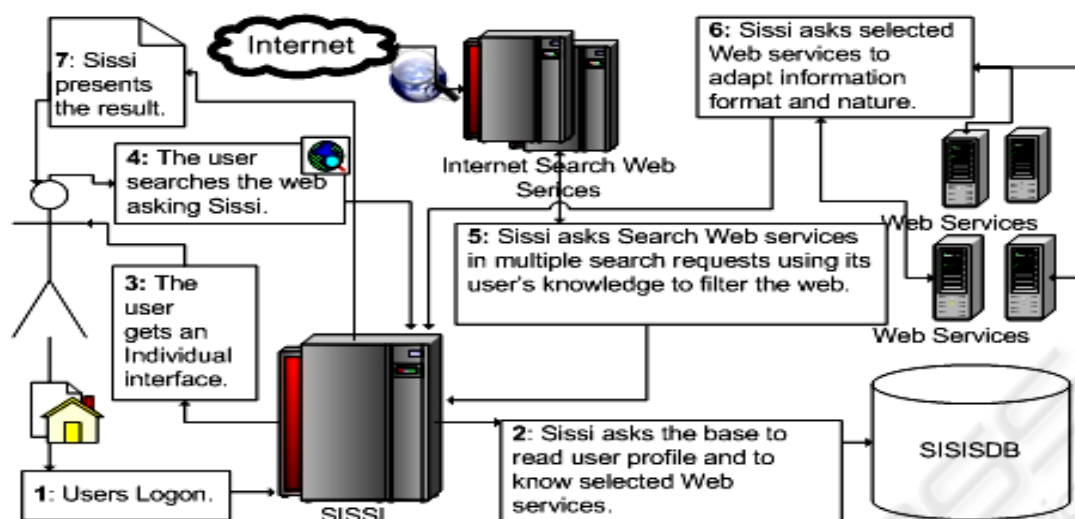 Internet
7: Sissi
presents
the result.
4: The user
searches the web
asking Sissi.
3: The
user
gets an
Individual
interface.
1: Users Logon.
SISSI
Internet Search Web
Serices
6: Sissi asks selected
Web services to
adapt information
format and nature.
Web Services
5: Sissi asks Search Web services
in multiple search requests using its
user's knowledge to filter the web.
Web Services
2: Sissi asks the base to
read user profile and to
know selected Web
services.
SISISDB